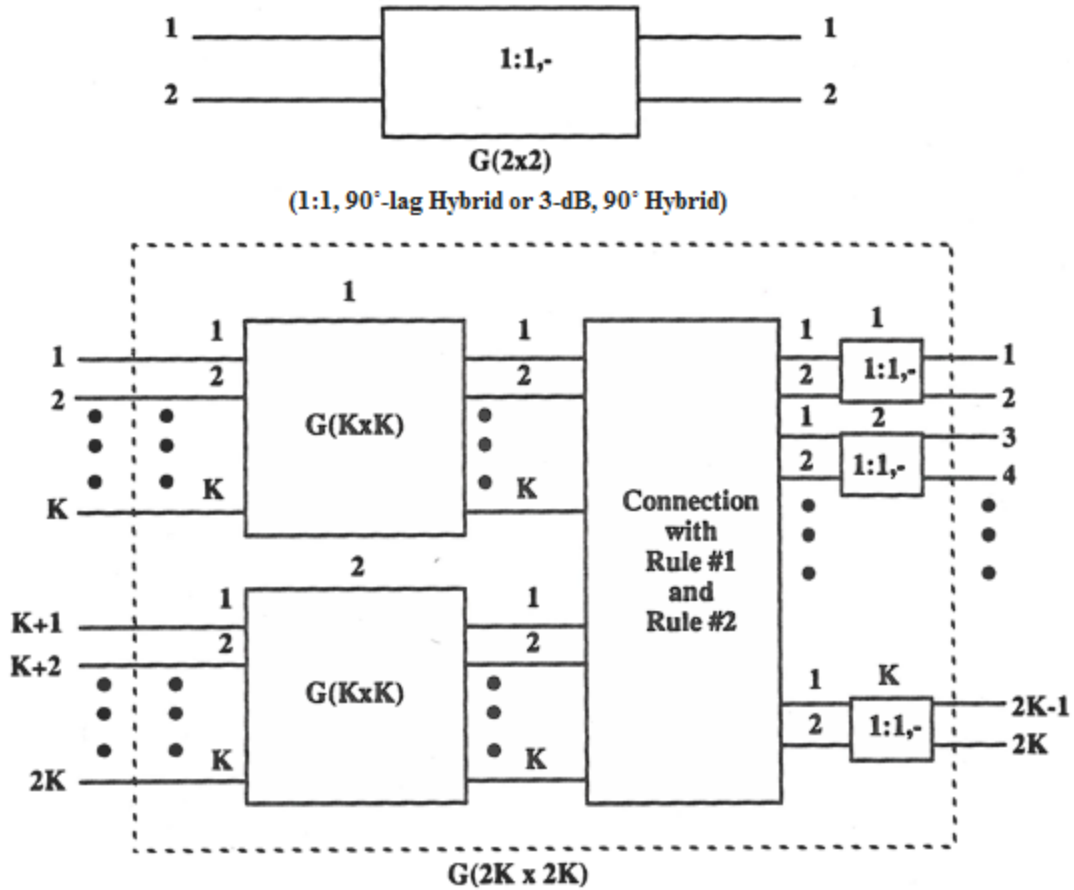 1 1
1:1,-
2 2
G(2x2)
(1:1, 90°-lag Hybrid or 3-dB, 90° Hybrid)
1
1 1 1 1
1 1:1,- 1
2 2 2
2 2
1 2 3
G(KxK)
2 1:1,- 4
K K
K
Connection
with
Rule #1
and
Rule #2
2
1 1
K+1
2 2
K+2
G(KxK)
1 K
2K-1
2 1:1,-
2K
K K
2K
G(2K x 2K)